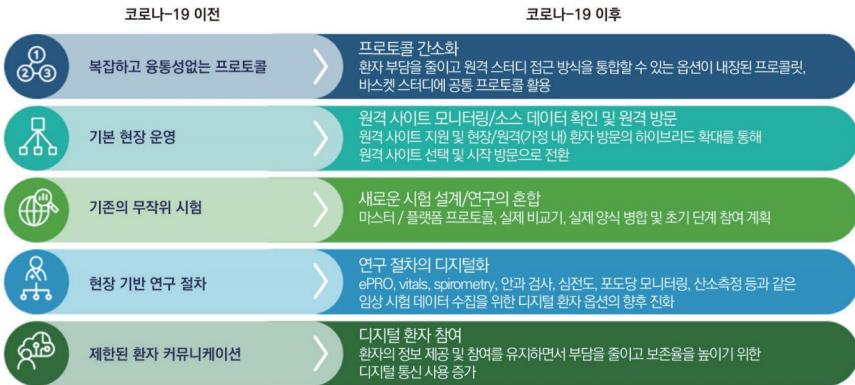 코로나-19 이전
코로나-19 이후
1
2-3
복잡하고 융통성없는 프로토콜
프로토콜 간소화
환자 부담을 줄이고 원격 스터디 접근 방식을 통합할 수 있는 옵션이 내장된 프로콜릿,
바스켓 스터디에 공통 프로토콜 활용
기본 현장 운영
원격 사이트 모니터링/소스 데이터 확인 및 원격 방문
원격 사이트 지원 및 현장/원격(가정 내) 환자 방문의 하이브리드 확대를 통해
원격 사이트 선택 및 시작 방문으로 전환
기존의 무작위 시험
새로운 시험 설계/연구의 혼합
마스터 / 플랫폼 프로토콜, 실제 비교기, 실제 양식 병합 및 초기 단계 참여 계획
현장 기반 연구 절차
연구 절차의 디지털화
ePRO, vitals, spirometry, 안과 검사, 심전도, 포도당 모니터링, 산소측정 등과 같은
임상 시험 데이터 수집을 위한 디지털 환자 옵션의 향후 진화
제한된 환자 커뮤니케이션
디지털 환자 참여
환자의 정보 제공 및 참여를 유지하면서 부담을 줄이고 보존율을 높이기 위한
디지털 통신 사용 증가